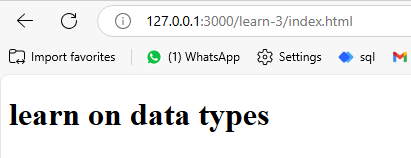 127.0.0.1:3000/learn-3/index.html
Import favorites (1) WhatsApp Settings sql
learn on data types